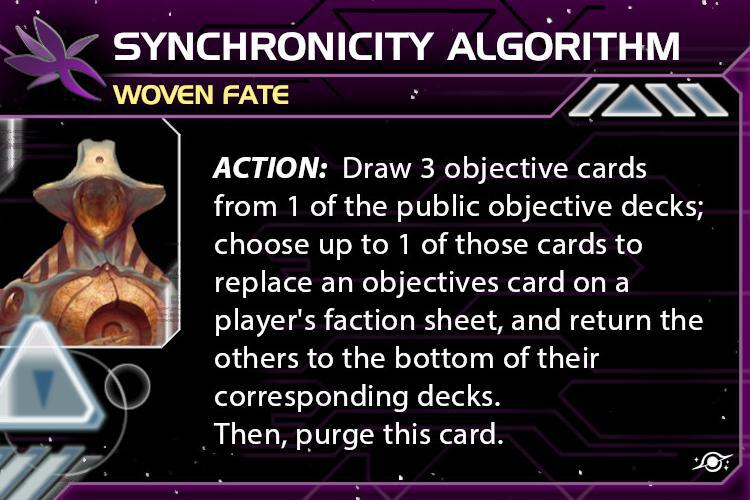 SYNCHRONICITY ALGORITHM
WOVEN FATE
ACTION: Draw 3 objective cards
from 1 of the public objective decks;
choose up to 1 of those cards to
replace an objectives card on a
player's faction sheet, and return the
others to the bottom of their
corresponding decks.
Then, purge this card.